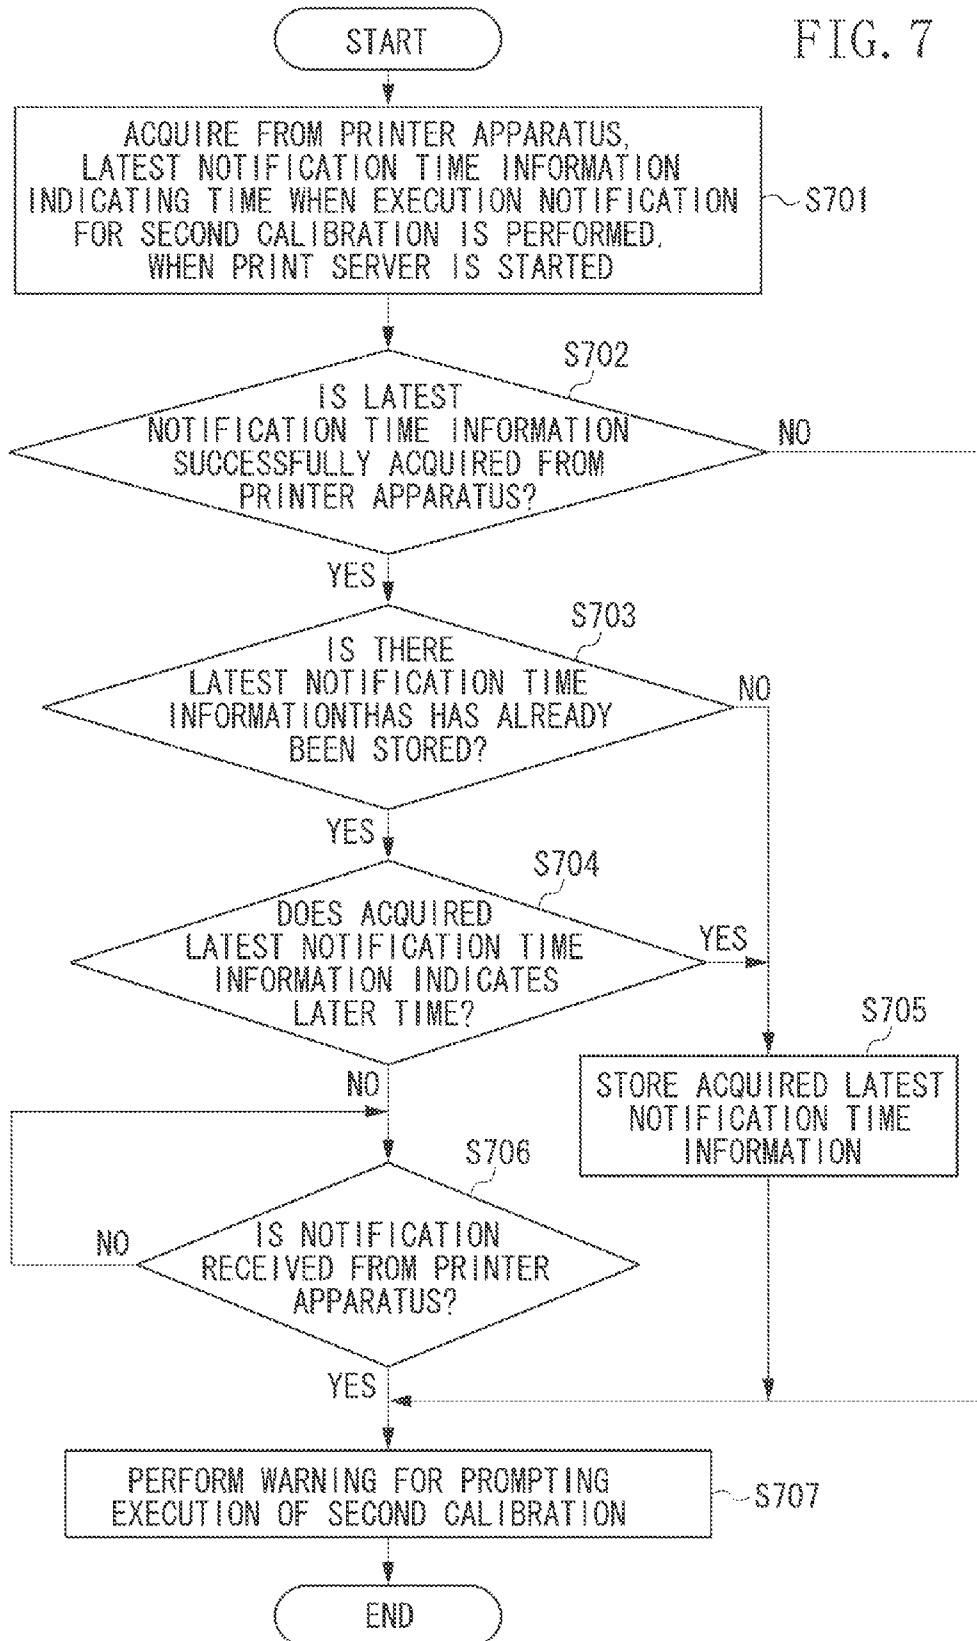 FIG. 7
START
ACQUIRE FROM PRINTER APPARATUS,
LATEST NOTIFICATION TIME INFORMATION
INDICATING TIME WHEN EXECUTION NOTIFICATION
FOR SECOND CALIBRATION IS PERFORMED,
WHEN PRINT SERVER IS STARTED
S701
S702
IS LATEST
NOTIFICATION TIME INFORMATION
SUCCESSFULLY ACQUIRED FROM
PRINTER APPARATUS?
NO
YES
S703
IS THERE
LATEST NOTIFICATION TIME
INFORMATIONTHAS HAS ALREADY
BEEN STORED?
NO
YES
S704
DOES ACQUIRED
LATEST NOTIFICATION TIME
INFORMATION INDICATES
LATER TIME?
YES
NO
S705
STORE ACQUIRED LATEST
NOTIFICATION TIME
INFORMATION
S706
IS NOTIFICATION
RECEIVED FROM PRINTER
APPARATUS?
NO
YES
PERFORM WARNING FOR PROMPTING
EXECUTION OF SECOND CALIBRATION
S707
END